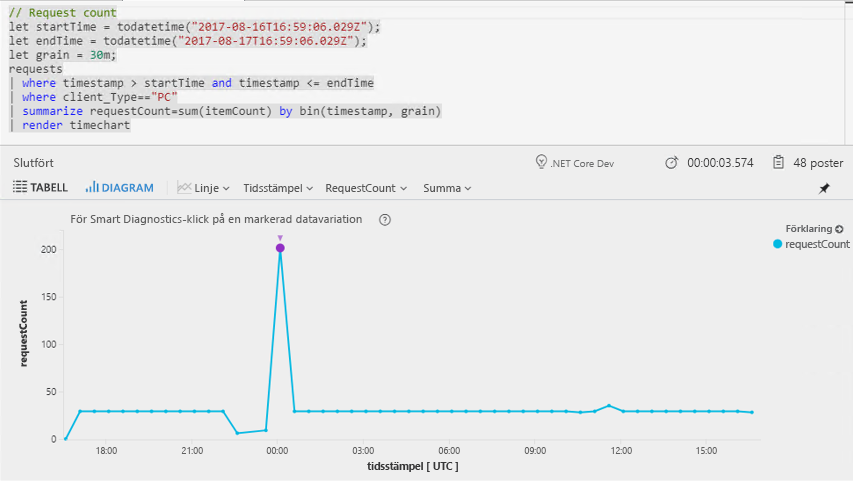 // Request count
let startTime = todatetime("2017-08-16T16:59:06.029Z");
let endTime = todatetime("2017-08-17T16:59:06.029Z");
let grain = 30m;
requests
| where timestamp > startTime and timestamp <= endTime
| where client_Type=="PC"
| summarize requestCount=sum(itemCount) by bin(timestamp, grain)
| render timechart
Slutfört .NET Core Dev 00:00:03.574 48 poster
TABELL DIAGRAM Linje Tidsstämpel RequestCount Summa
För Smart Diagnostics-klick på en markerad datavariation ?
Förklaring
requestCount
requestCount
200
150
100
50
0
18:00 21:00 00:00 03:00 06:00 09:00 12:00 15:00
tidsstämpel [ UTC ]